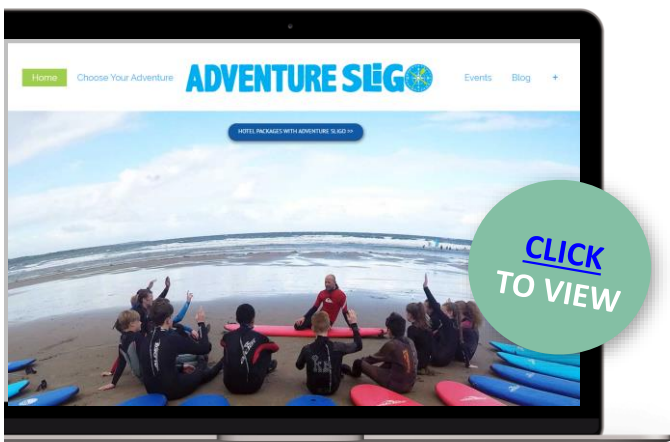 Home
Choose Your Adventure
ADVENTURE SLiGO
Events
Blog
+
HOTEL PACKAGES WITH ADVENTURE SLIGO >>
CLICK
TO VIEW